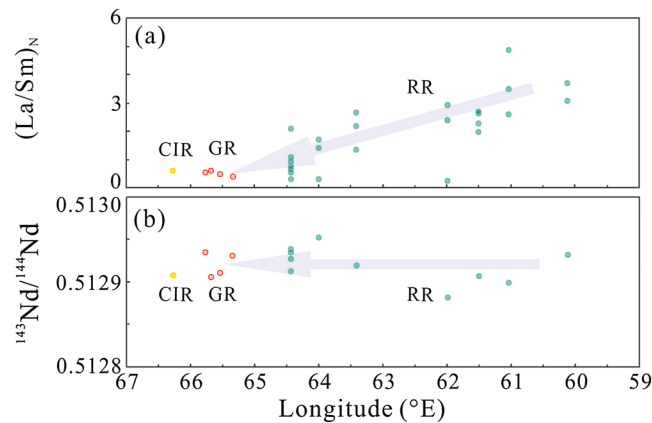 6
(a)
(La/Sm)N
RR
3
CIR GR
0
0.5130
(b)
143Nd/144Nd
0.5129
CIR GR RR
0.5128
67 66 65 64 63 62 61 60 59
Longitude (°E)